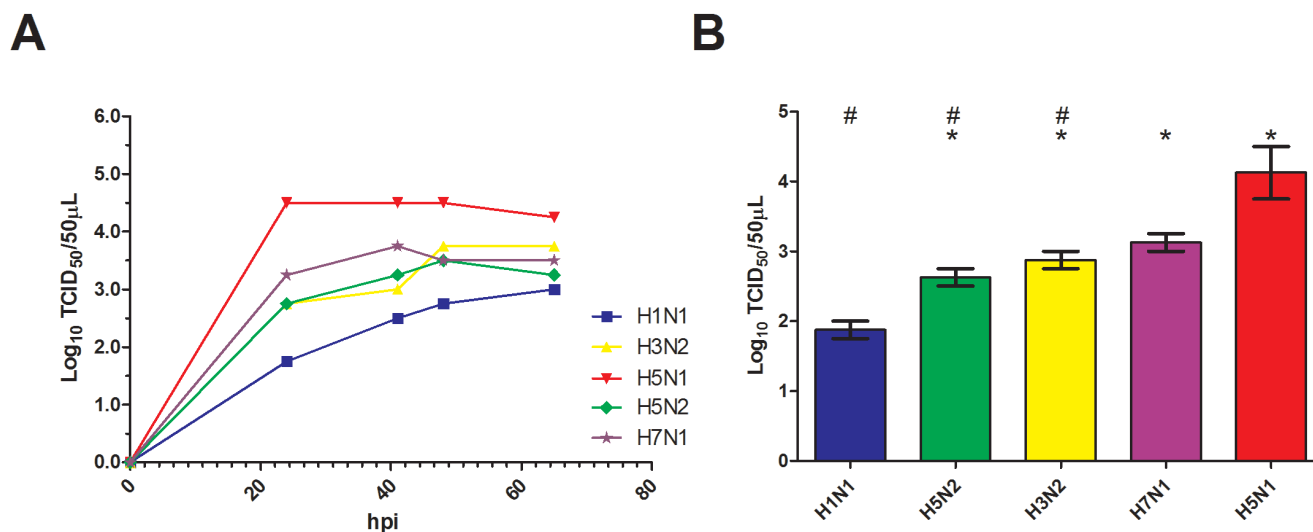 A
Log10 TCID50/50μL
6.0
5.0
4.0
3.0
2.0
1.0
0.0
0
20
40
60
80
hpi
H1N1
H3N2
H5N1
H5N2
H7N1
B
Log10 TCID50/50μL
5
4
3
2
1
0
# # #
* * * *
H1N1
H5N2
H3N2
H7N1
H5N1